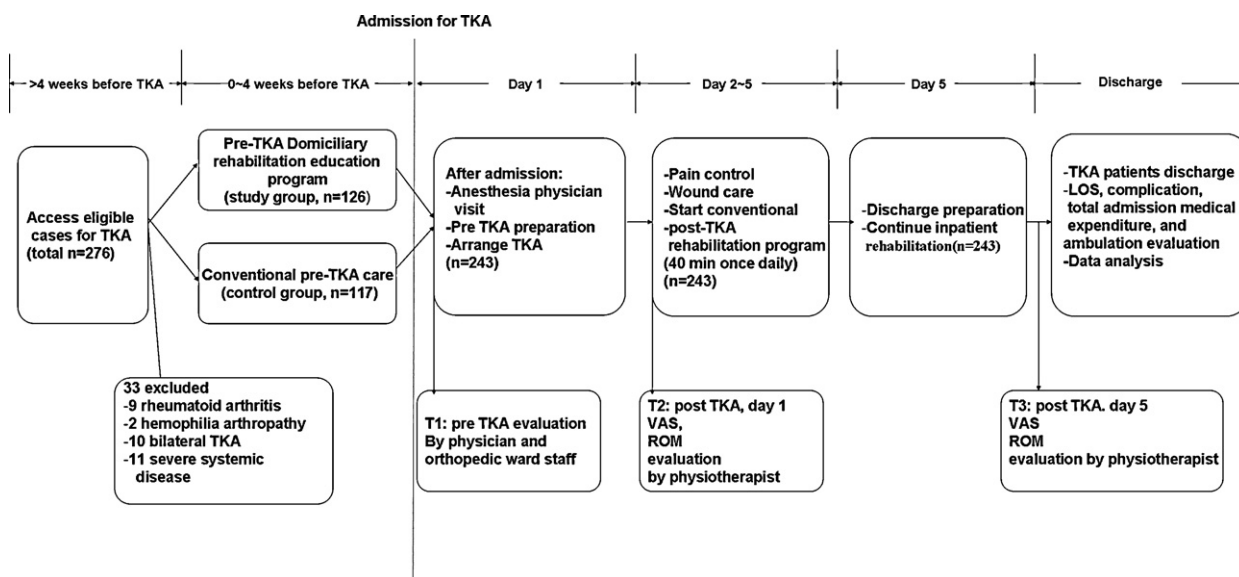 Admission for TKA
>4 weeks before TKA
0~4 weeks before TKA
Day 1
Day 2~5
Day 5
Discharge
Access eligible
cases for TKA
(total n=276)
Pre-TKA Domiciliary
rehabilitation education
program
(study group, n=126)
Conventional pre-TKA care
(control group, n=117)
33 excluded
-9 rheumatoid arthritis
-2 hemophilia arthropathy
-10 bilateral TKA
-11 severe systemic
disease
After admission:
-Anesthesia physician
visit
-Pre TKA preparation
-Arrange TKA
(n=243)
T1: pre TKA evaluation
By physician and
orthopedic ward staff
-Pain control
-Wound care
-Start conventional
-post-TKA
rehabilitation program
(40 min once daily)
(n=243)
T2: post TKA, day 1
VAS,
ROM
evaluation
by physiotherapist
-Discharge preparation
-Continue inpatient
rehabilitation(n=243)
T3: post TKA. day 5
VAS
ROM
evaluation by physiotherapist
-TKA patients discharge
-LOS, complication,
total admission medical
expenditure, and
ambulation evaluation
-Data analysis